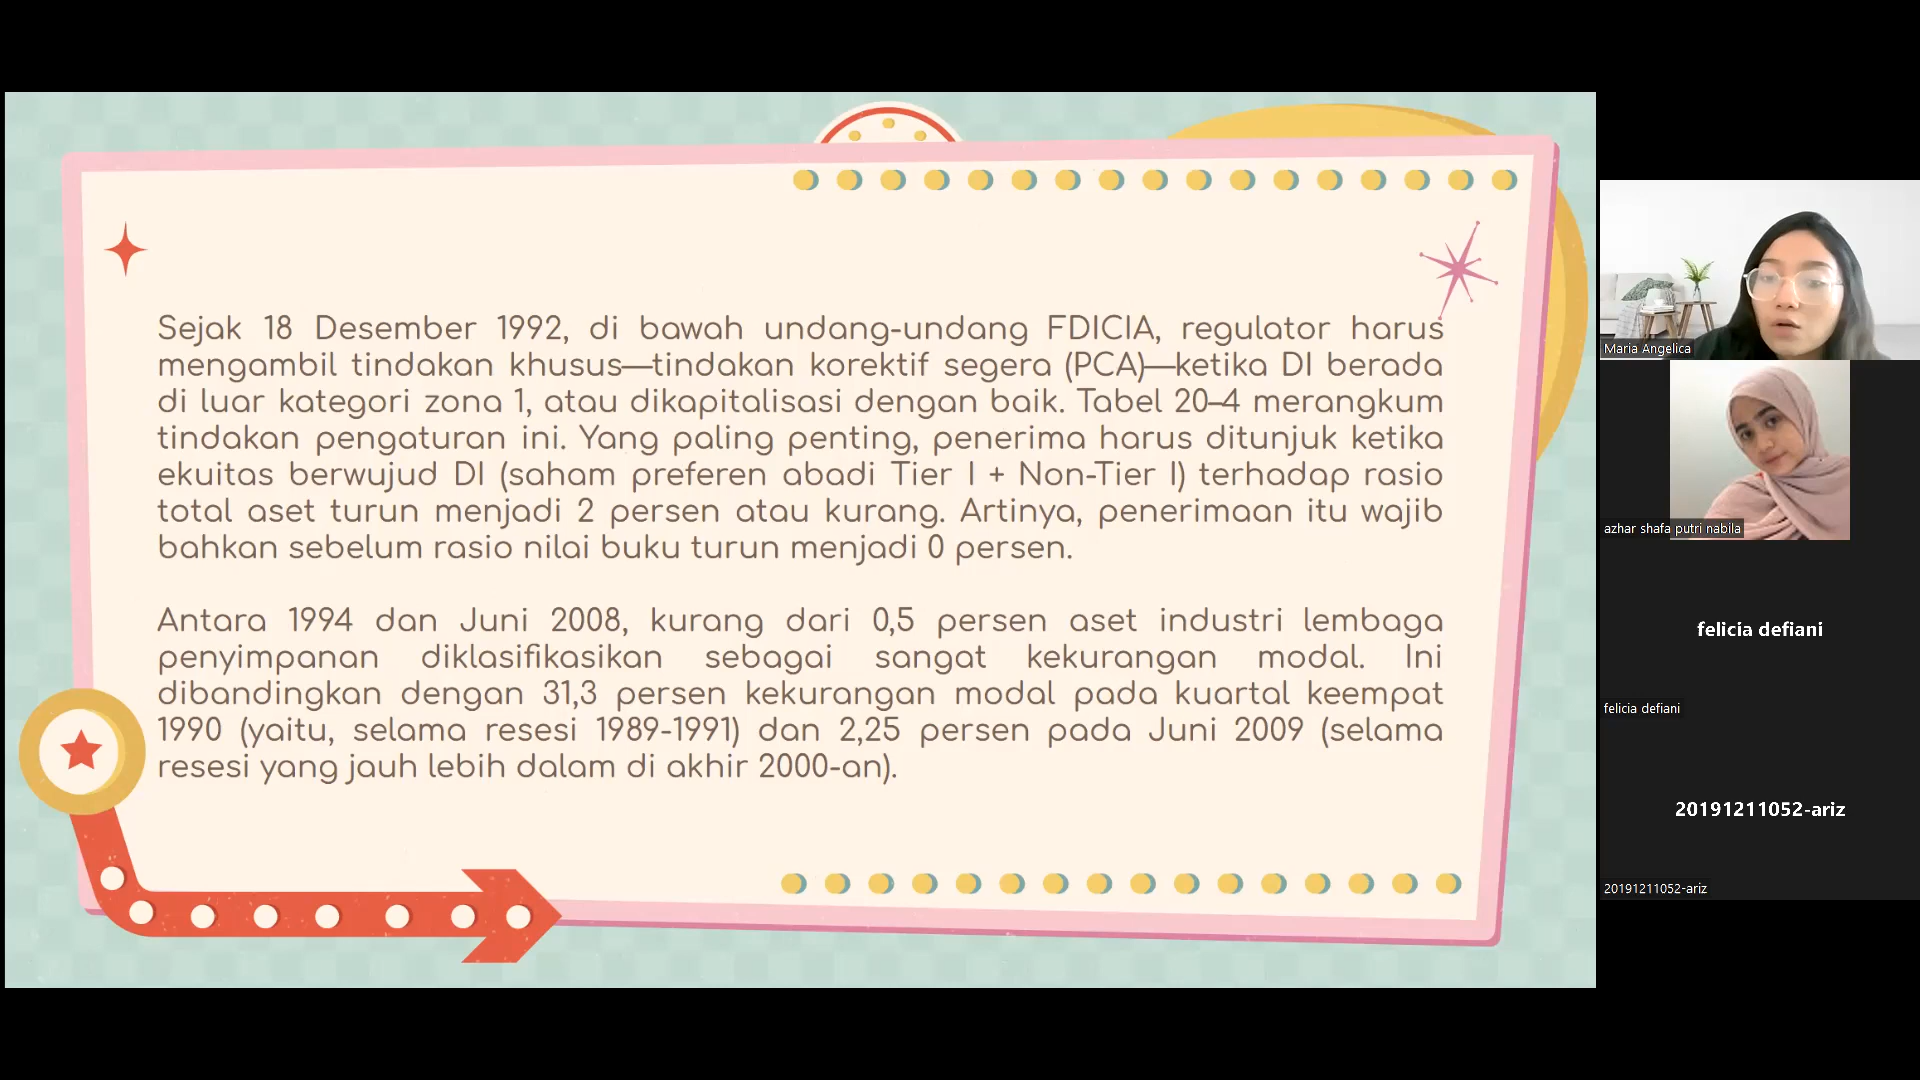 Sejak 18 Desember 1992, di bawah undang-undang FDICIA, regulator harus
mengambil tindakan khusus—tindakan korektif segera (PCA)—ketika DI berada
di luar kategori zona 1, atau dikapitalisasi dengan baik. Tabel 20–4 merangkum
tindakan pengaturan ini. Yang paling penting, penerima harus ditunjuk ketika
ekuitas berwujud DI (saham preferen abadi Tier I + Non-Tier I) terhadap rasio
total aset turun menjadi 2 persen atau kurang. Artinya, penerimaan itu wajib
bahkan sebelum rasio nilai buku turun menjadi 0 persen.
Antara 1994 dan Juni 2008, kurang dari 0,5 persen aset industri lembaga
penyimpanan diklasifikasikan sebagai sangat kekurangan modal. Ini
dibandingkan dengan 31,3 persen kekurangan modal pada kuartal keempat
1990 (yaitu, selama resesi 1989-1991) dan 2,25 persen pada Juni 2009 (selama
resesi yang jauh lebih dalam di akhir 2000-an).
Maria Angelica
azhar shafa putri nabila
felicia defiani
felicia defiani
20191211052-ariz
20191211052-ariz